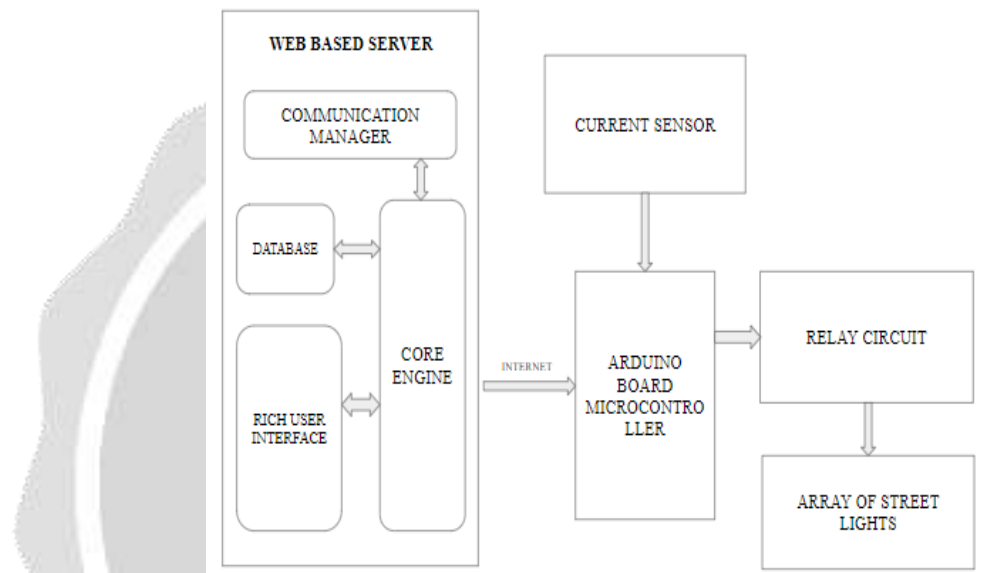 WEB BASED SERVER
COMMUNICATION
MANAGER
DATABASE
RICH USER
INTERFACE
CORE
ENGINE
INTERNET
CURRENT SENSOR
ARDUINO
BOARD
MICROCONTRO
LLER
RELAY CIRCUIT
ARRAY OF STREET
LIGHTS